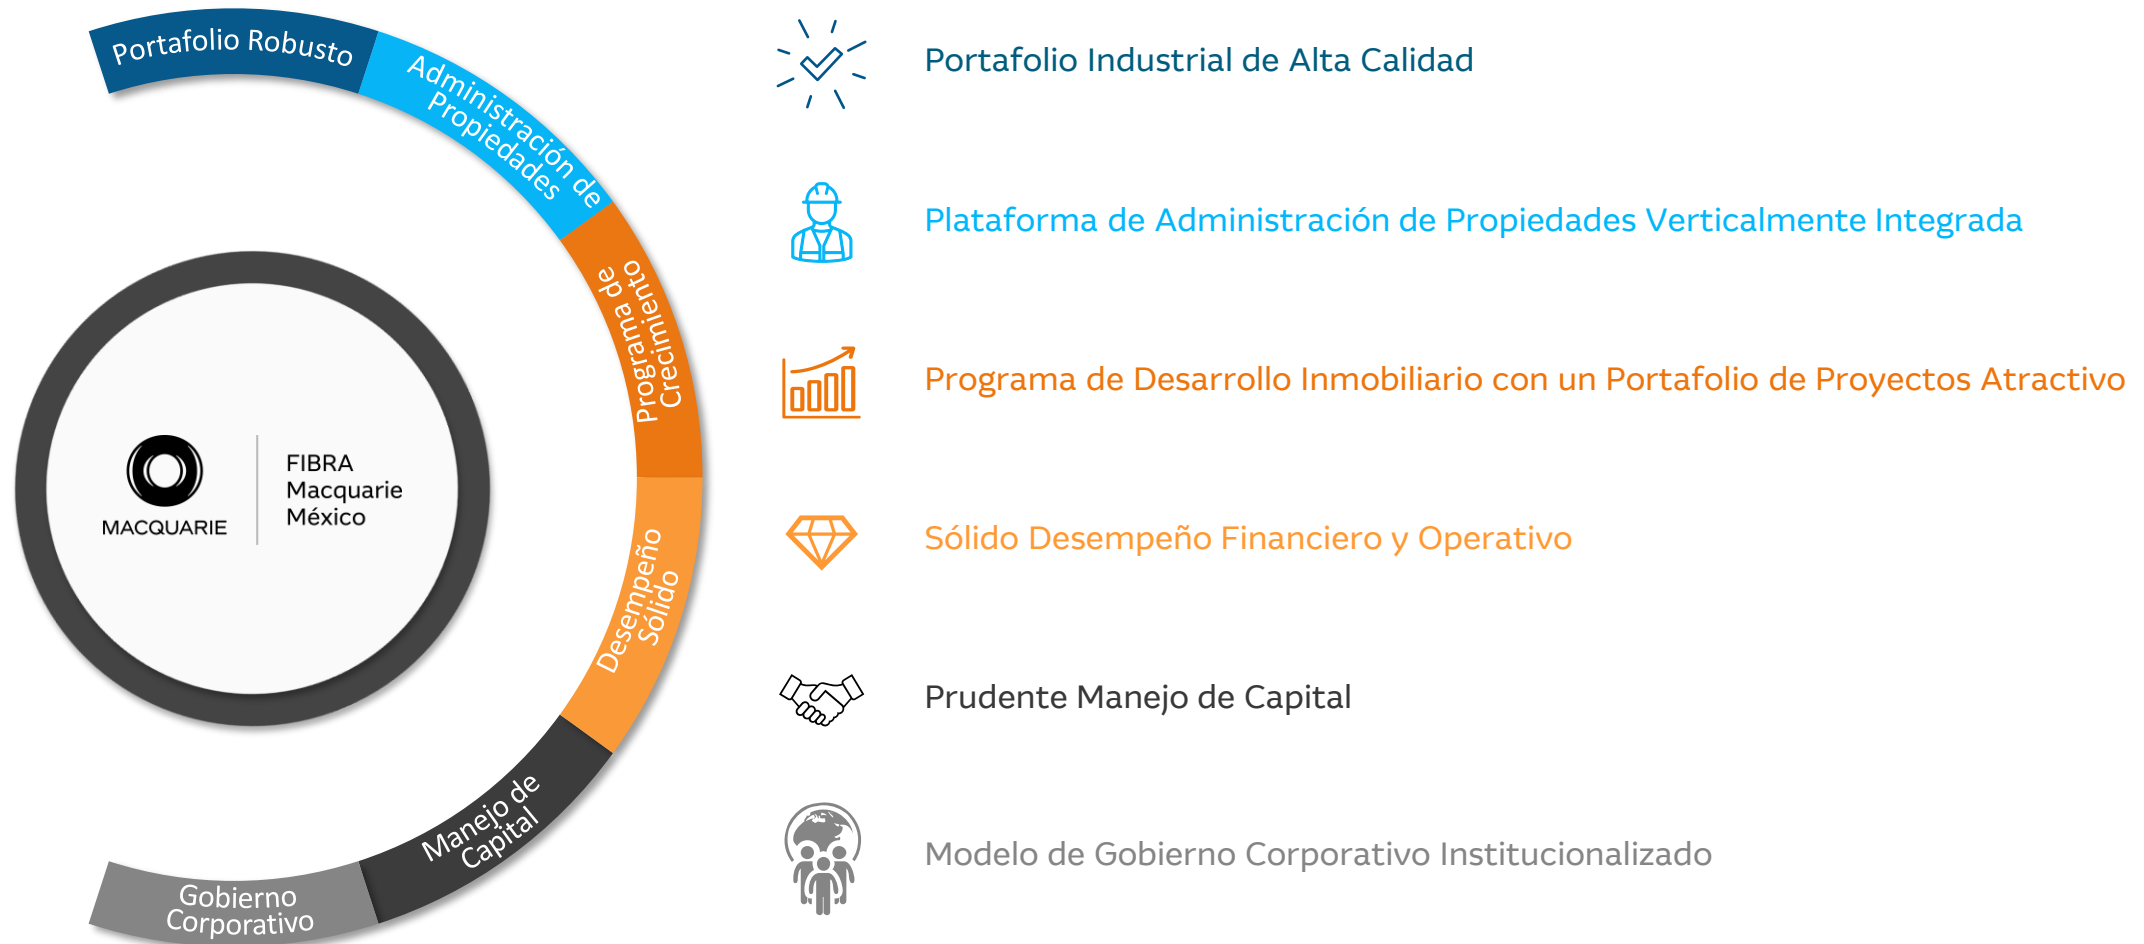 Portafolio Robusto
Administración de
Propiedades
Programa de
Crecimiento
Desempeño
Sólido
Manejo de
Capital
Gobierno
Corporativo
MACQUARIE
FIBRA
Macquarie
México
Portafolio Industrial de Alta Calidad
Plataforma de Administración de Propiedades Verticalmente Integrada
Programa de Desarrollo Inmobiliario con un Portafolio de Proyectos Atractivo
Sólido Desempeño Financiero y Operativo
Prudente Manejo de Capital
Modelo de Gobierno Corporativo Institucionalizado